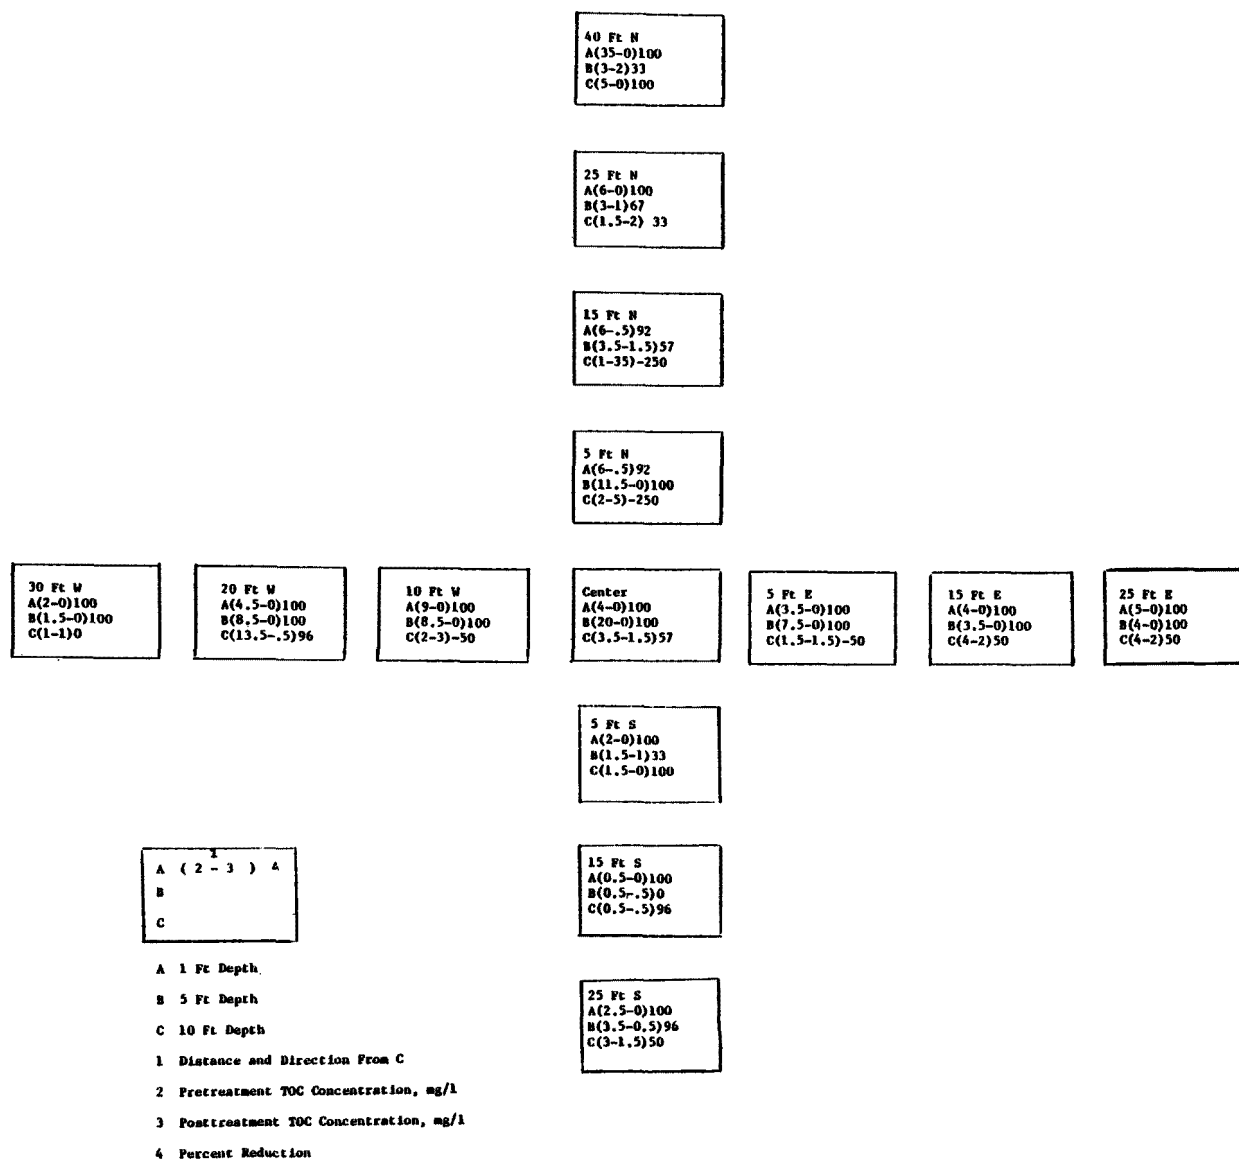 40 Ft N
A(35-0)100
B(3-2)33
C(5-0)100
25 Ft N
A(6-0)100
B(3-1)67
C(1.5-2) 33
15 Ft N
A(6-.5)92
B(3.5-1.5)57
C(1-35)-250
5 Ft N
A(6-.5)92
B(11.5-0)100
C(2-5)-250
30 Ft W
A(2-0)100
B(1.5-0)100
C(1-1)0
20 Ft W
A(4.5-0)100
B(8.5-0)100
C(13.5-.5)96
10 Ft W
A(9-0)100
B(8.5-0)100
C(2-3)-50
Center
A(4-0)100
B(20-0)100
C(3.5-1.5)57
5 Ft E
A(3.5-0)100
B(7.5-0)100
C(1.5-1.5)-50
15 Ft E
A(4-0)100
B(3.5-0)100
C(4-2)50
25 Ft E
A(5-0)100
B(4-0)100
C(4-2)50
5 Ft S
A(2-0)100
B(1.5-1)33
C(1.5-0)100
15 Ft S
A(0.5-0)100
B(0.5-.5)0
C(0.5-.5)96
25 Ft S
A(2.5-0)100
B(3.5-0.5)96
C(3-1.5)50
1
A ( 2 - 3 ) 4
B
C
A 1 Ft Depth
B 5 Ft Depth
C 10 Ft Depth
1 Distance and Direction From C
2 Pretreatment TOC Concentration, mg/l
3 Posttreatment TOC Concentration, mg/l
4 Percent Reduction